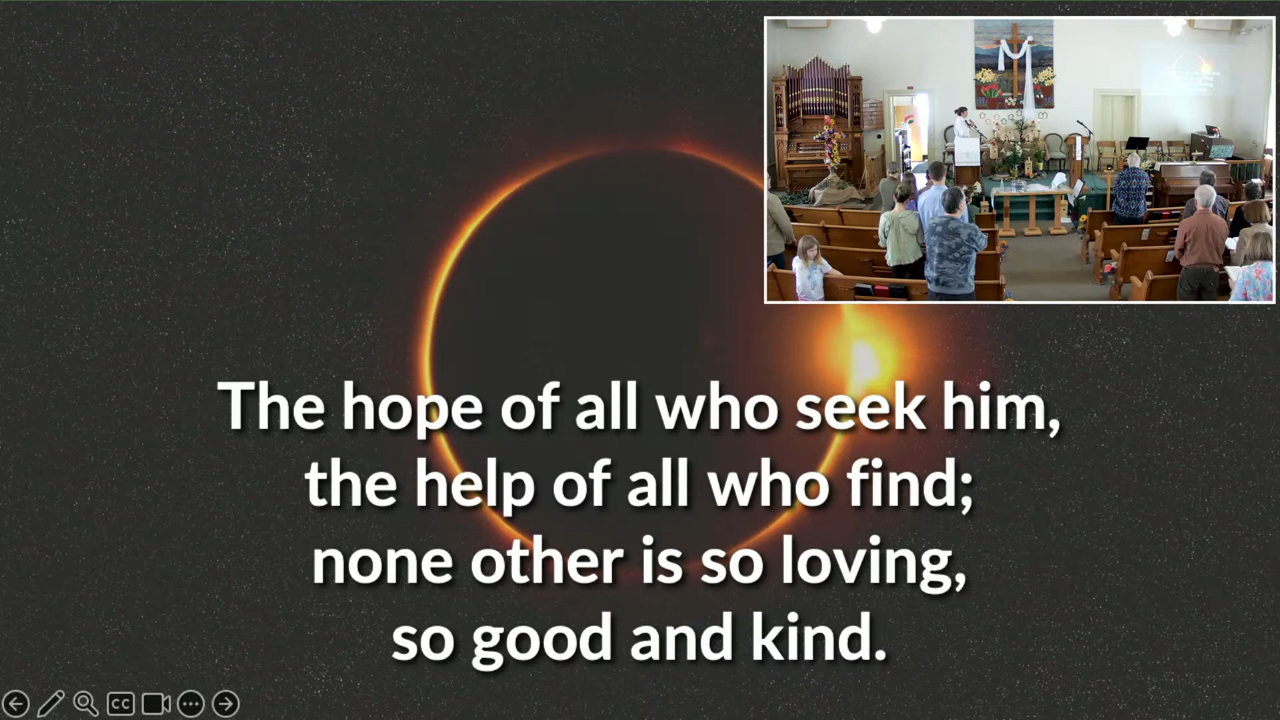 The hope of all who seek him,
the help of all who find;
none other is so loving,
so good and kind.
CC